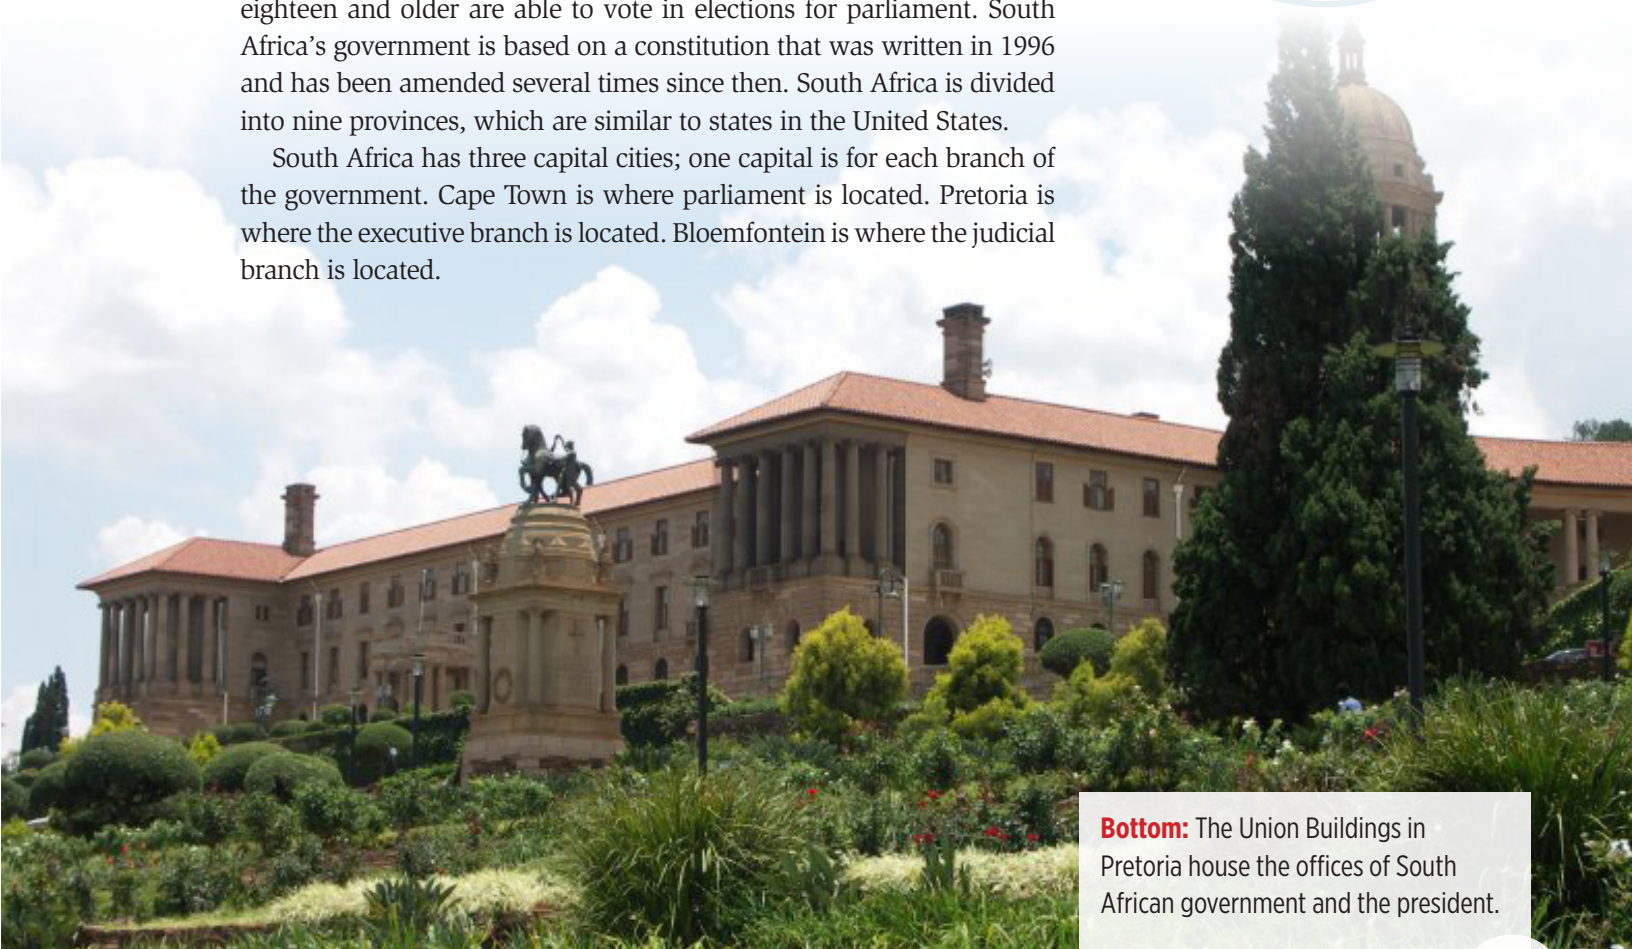 eighteen and older are able to vote in elections for parliament. South
Africa’s government is based on a constitution that was written in 1996
and has been amended several times since then. South Africa is divided
into nine provinces, which are similar to states in the United States.
South Africa has three capital cities; one capital is for each branch of
the government. Cape Town is where parliament is located. Pretoria is
where the executive branch is located. Bloemfontein is where the judicial
branch is located.
Bottom: The Union Buildings in
Pretoria house the offices of South
African government and the president.